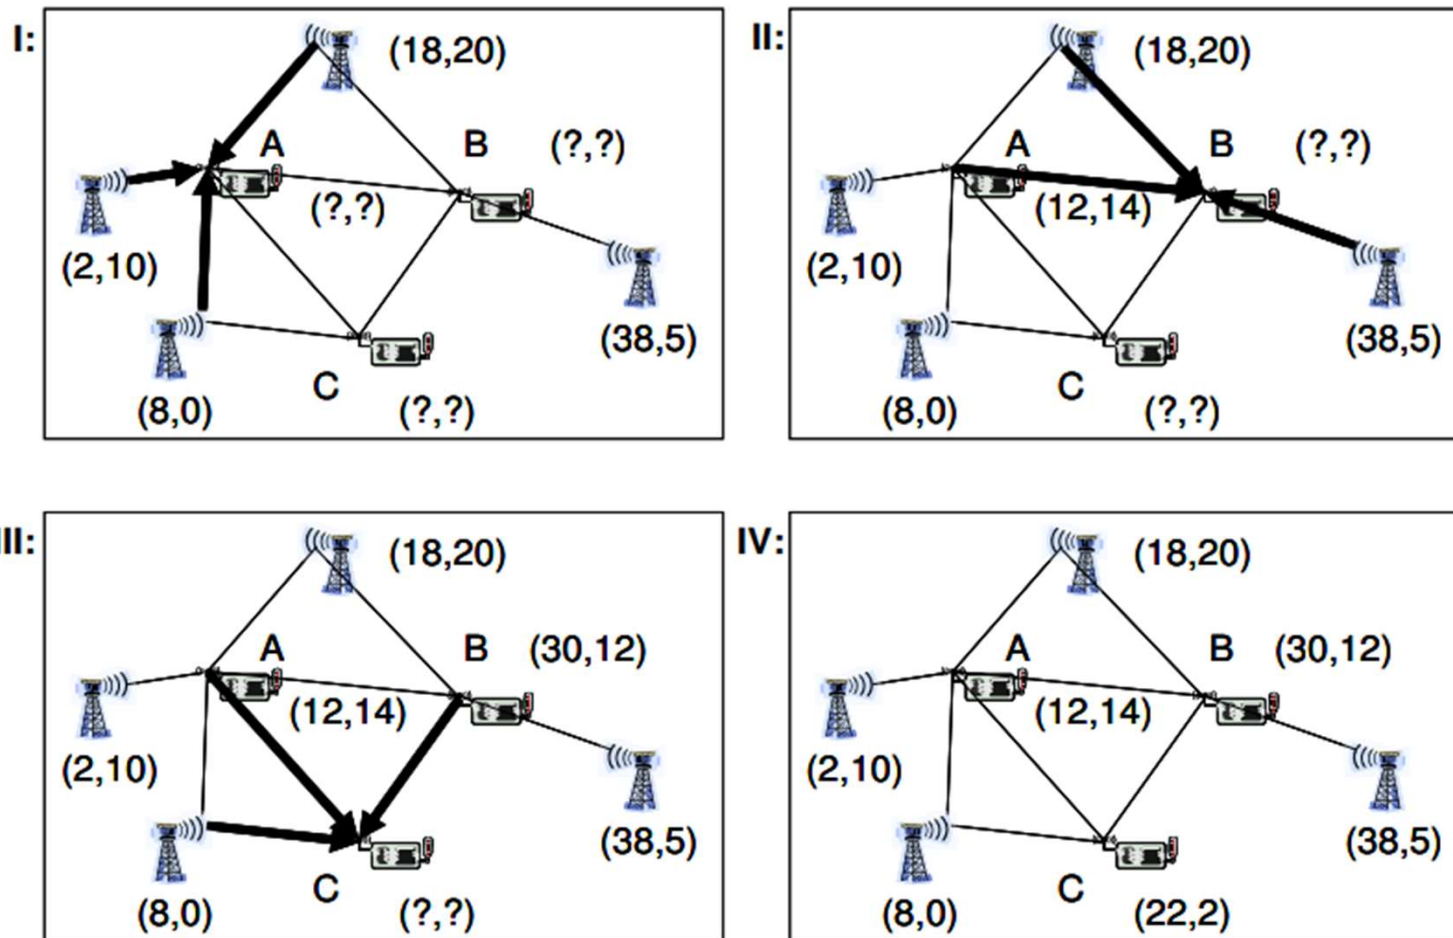 I:
(18,20)
A
B
(?,?)
(?,?)
(2,10)
(38,5)
C
(8,0)
(?,?)
II:
(18,20)
A
B
(?,?)
(12,14)
(2,10)
(38,5)
C
(8,0)
(?,?)
III:
(18,20)
A
B
(30,12)
(12,14)
(2,10)
(38,5)
C
(8,0)
(?,?)
IV:
(18,20)
A
B
(30,12)
(12,14)
(2,10)
(38,5)
C
(8,0)
(22,2)